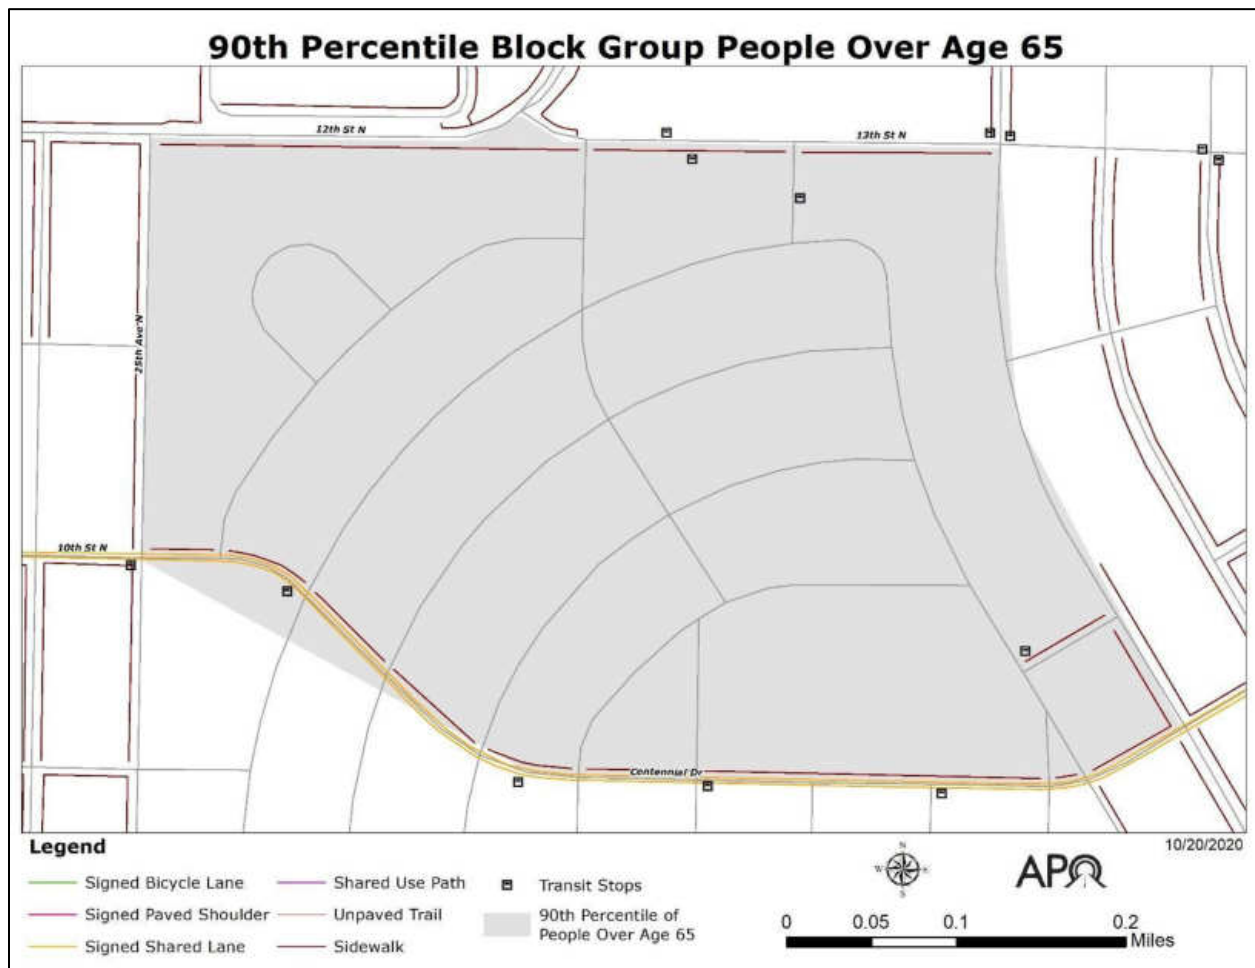 90th Percentile Block Group People Over Age 65
12th St N
13th St N
25th Ave N
10th St N
Centennial Dr
10/20/2020
Legend
Signed Bicycle Lane
Signed Paved Shoulder
Signed Shared Lane
Shared Use Path
Unpaved Trail
Sidewalk
Transit Stops
90th Percentile of
People Over Age 65
N
W
E
S
APO
0 0.05 0.1 0.2
Miles